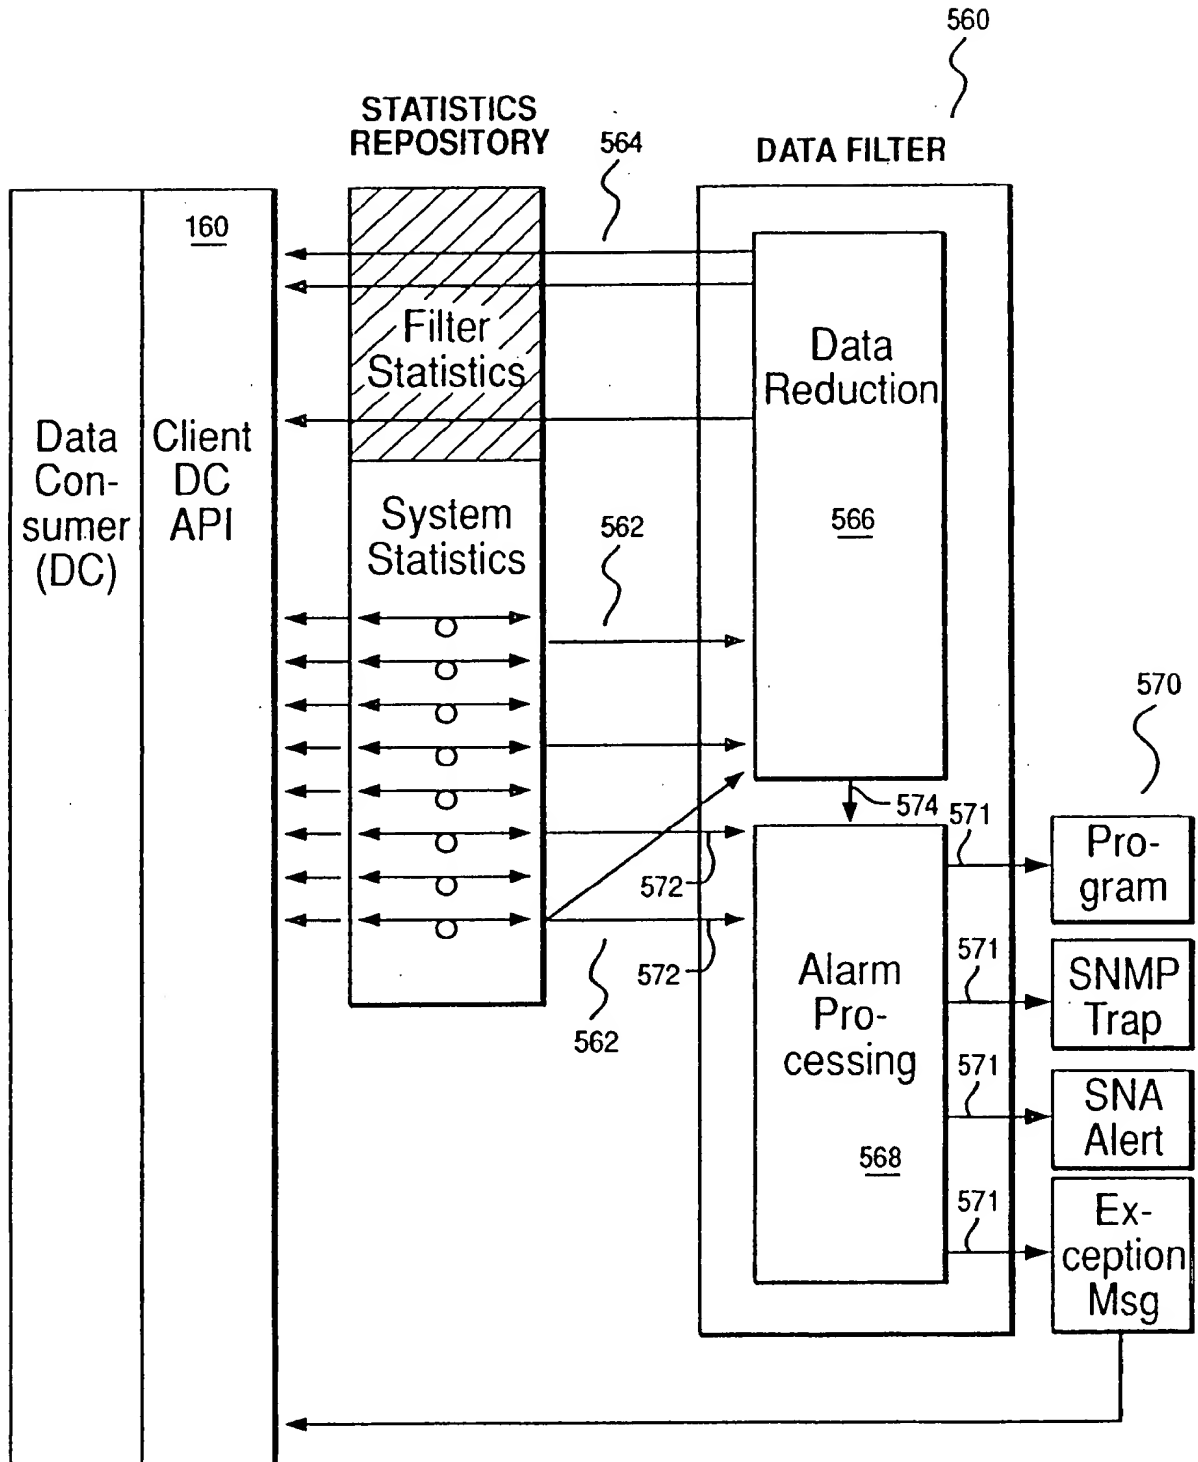 560
STATISTICS
REPOSITORY
564
DATA FILTER
160
Filter
Statistics
Data
Reduction
Data
Con-
sumer
(DC)
Client
DC
API
System
Statistics
562
566
570
574
571
572
Pro-
gram
572
562
Alarm
Pro-
cessing
568
571
SNMP
Trap
571
SNA
Alert
571
Ex-
ception
Msg